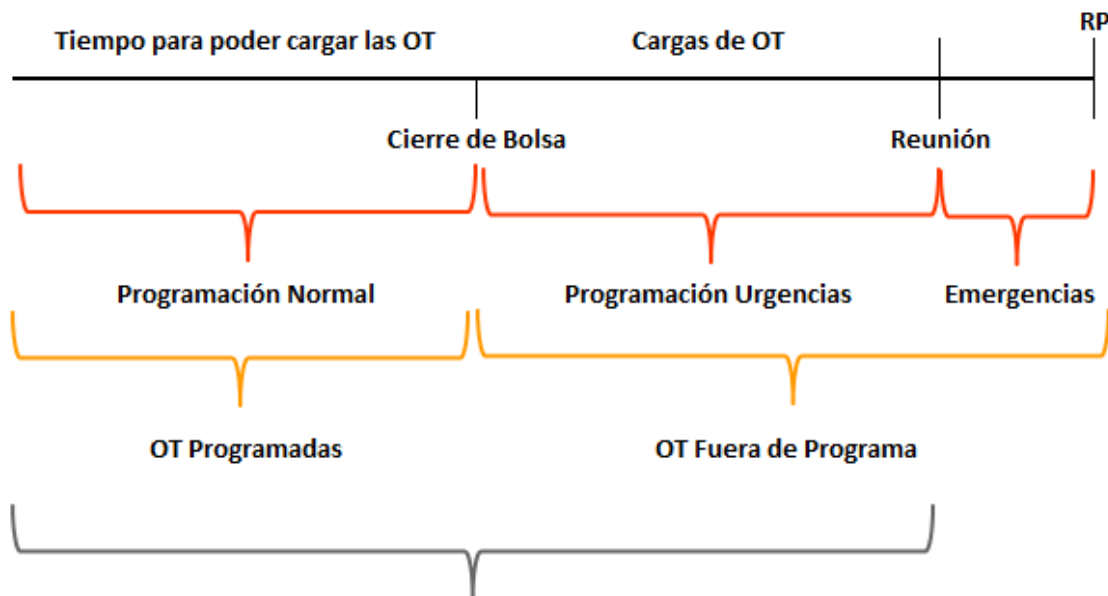 RP
Tiempo para poder cargar las OT
Cargas de OT
Cierre de Bolsa
Reunión
Programación Normal
Programación Urgencias
Emergencias
OT Programadas
OT Fuera de Programa